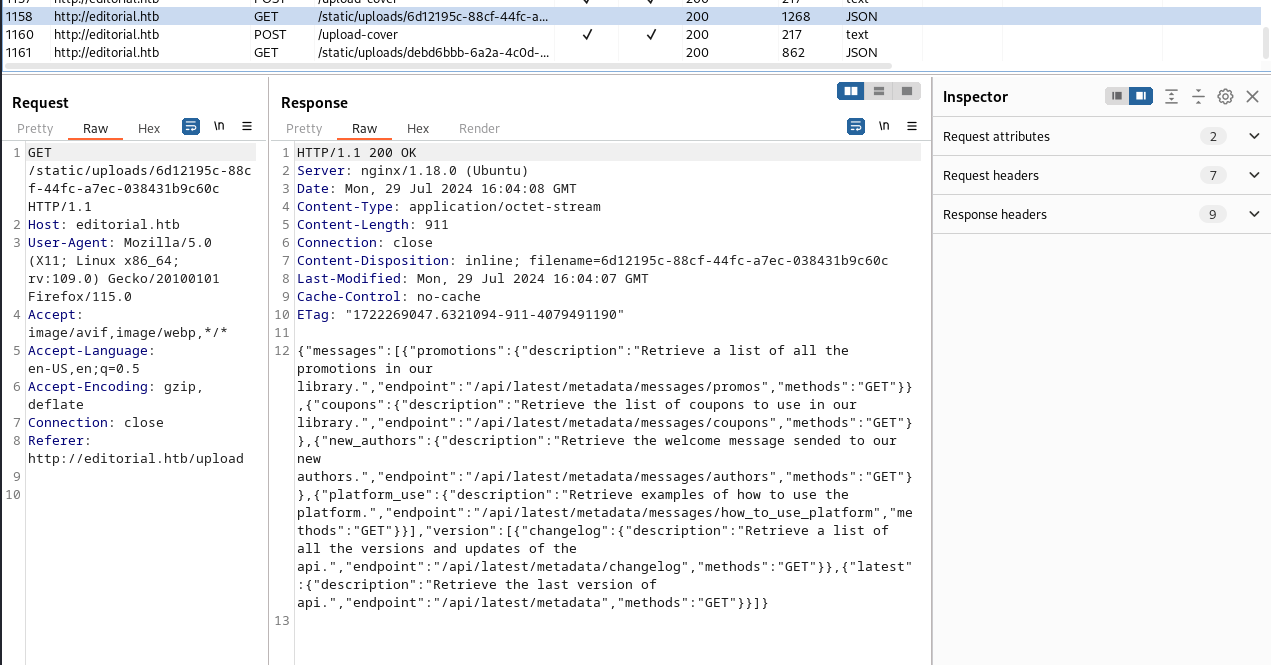 1157 http://editorial.htb POST /upload-cover ✓ ✓ 200 217 text
1158 http://editorial.htb GET /static/uploads/6d12195c-88cf-44fc-a... 200 1268 JSON
1160 http://editorial.htb POST /upload-cover ✓ ✓ 200 217 text
1161 http://editorial.htb GET /static/uploads/debd6bbb-6a2a-4c0d-... 200 862 JSON
Request
Pretty Raw Hex \n
1 GET
/static/uploads/6d12195c-88c
f-44fc-a7ec-038431b9c60c
HTTP/1.1
2 Host: editorial.htb
3 User-Agent: Mozilla/5.0
(X11; Linux x86_64;
rv:109.0) Gecko/20100101
Firefox/115.0
4 Accept:
image/avif,image/webp,*/*
5 Accept-Language:
en-US,en;q=0.5
6 Accept-Encoding: gzip,
deflate
7 Connection: close
8 Referer:
http://editorial.htb/upload
9
10
Response
Pretty Raw Hex Render \n
1 HTTP/1.1 200 OK
2 Server: nginx/1.18.0 (Ubuntu)
3 Date: Mon, 29 Jul 2024 16:04:08 GMT
4 Content-Type: application/octet-stream
5 Content-Length: 911
6 Connection: close
7 Content-Disposition: inline; filename=6d12195c-88cf-44fc-a7ec-038431b9c60c
8 Last-Modified: Mon, 29 Jul 2024 16:04:07 GMT
9 Cache-Control: no-cache
10 ETag: "1722269047.6321094-911-4079491190"
11
12 {"messages":[{"promotions":{"description":"Retrieve a list of all the
promotions in our
library.","endpoint":"/api/latest/metadata/messages/promos","methods":"GET"}}
,{"coupons":{"description":"Retrieve the list of coupons to use in our
library.","endpoint":"/api/latest/metadata/messages/coupons","methods":"GET"}
},{"new_authors":{"description":"Retrieve the welcome message sended to our
new
authors.","endpoint":"/api/latest/metadata/messages/authors","methods":"GET"}
},{"platform_use":{"description":"Retrieve examples of how to use the
platform.","endpoint":"/api/latest/metadata/messages/how_to_use_platform","me
thods":"GET"}}],"version":[{"changelog":{"description":"Retrieve a list of
all the versions and updates of the
api.","endpoint":"/api/latest/metadata/changelog","methods":"GET"}},{"latest"
:{"description":"Retrieve the last version of
api.","endpoint":"/api/latest/metadata","methods":"GET"}}]}
13
Inspector
Request attributes 2
Request headers 7
Response headers 9